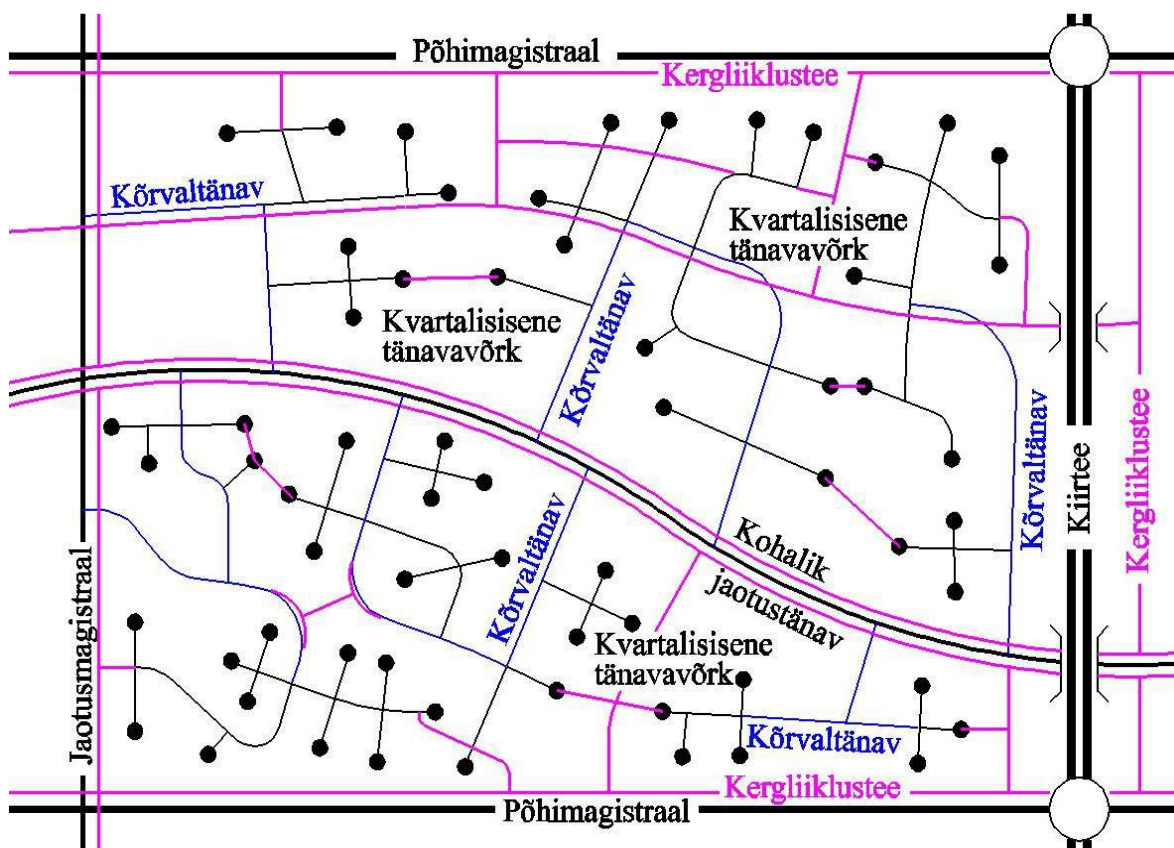 Põhimagistraal
Kergliiklustee
Kõrvaltänav
Kvartalisisene
tänavavõrk
Kvartalisisene
tänavavõrk
Kõrvaltänav
Kõrvaltänav
Kiirtee
Kergliiklustee
Kõrvaltänav
Kohalik
jaotustänav
Jaotusmagistraal
Kvartalisisene
tänavavõrk
Kõrvaltänav
Kergliiklustee
Põhimagistraal